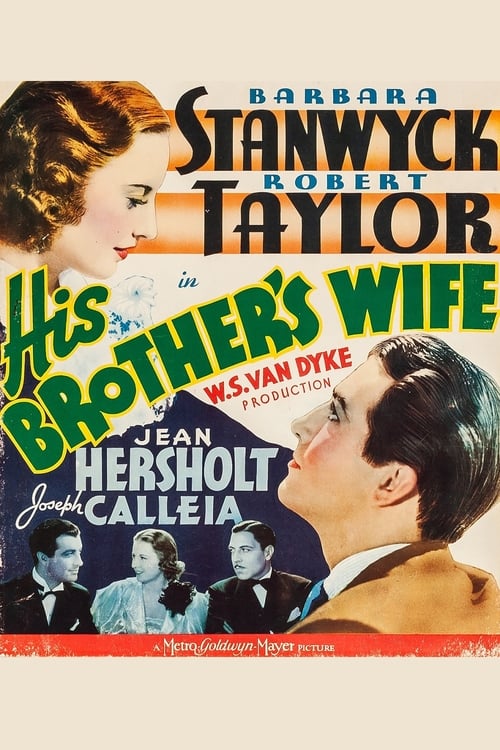 BARBARA
STANWYCK
ROBERT
TAYLOR
in
His
BROTHER'S WIFE
W.S. VAN DYKE
PRODUCTION
JEAN
HERSHOLT
Joseph CALLEIA
A Metro-Goldwyn-Mayer PICTURE